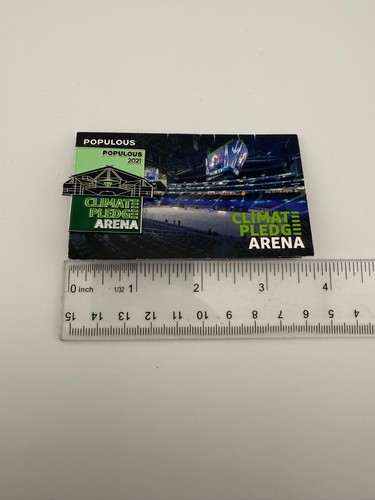 POPULOUS
POPULOUS
2021
CLIMATE
PLEDGE
ARENA
CLIMATE
PLEDGE
ARENA
0 inch 1/32 1 2 3 4
15 14 13 12 11 10 9 8 7 6 5 4